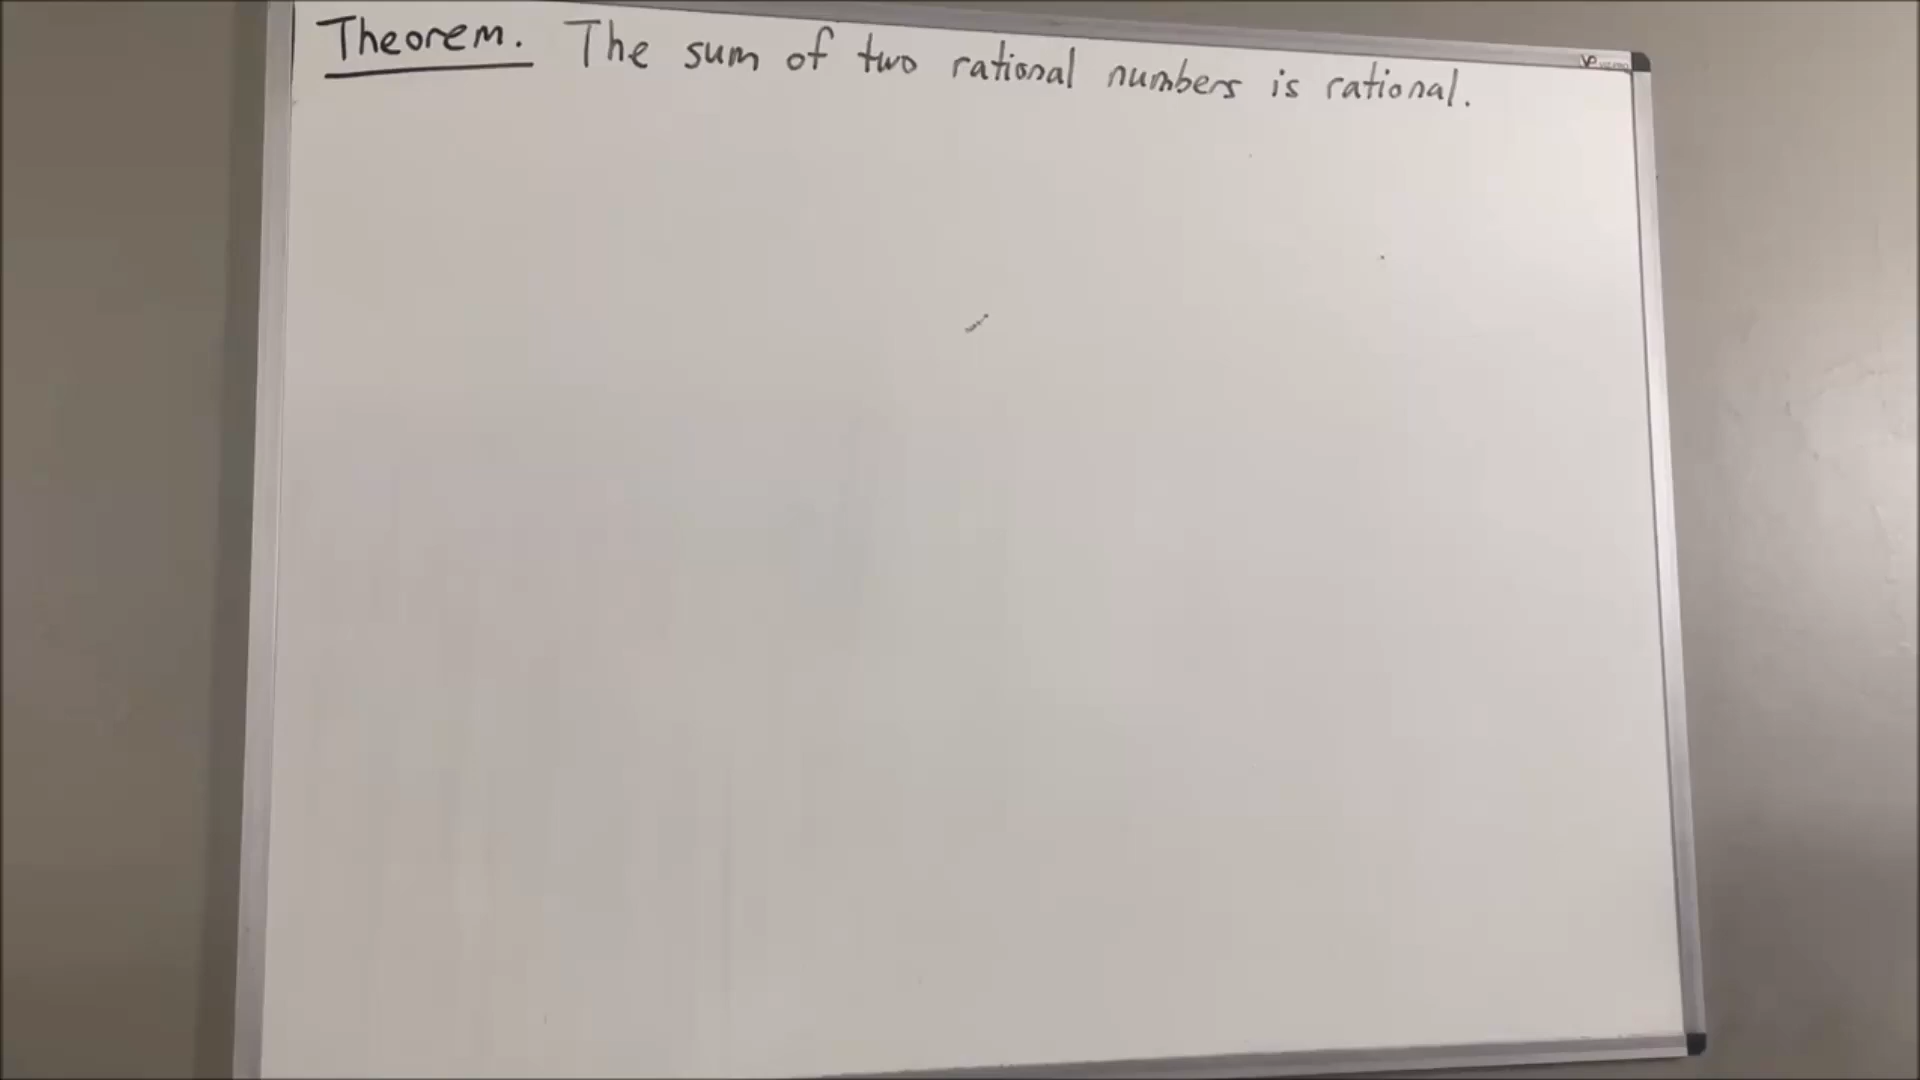 Theorem. The sum of two rational numbers is rational.